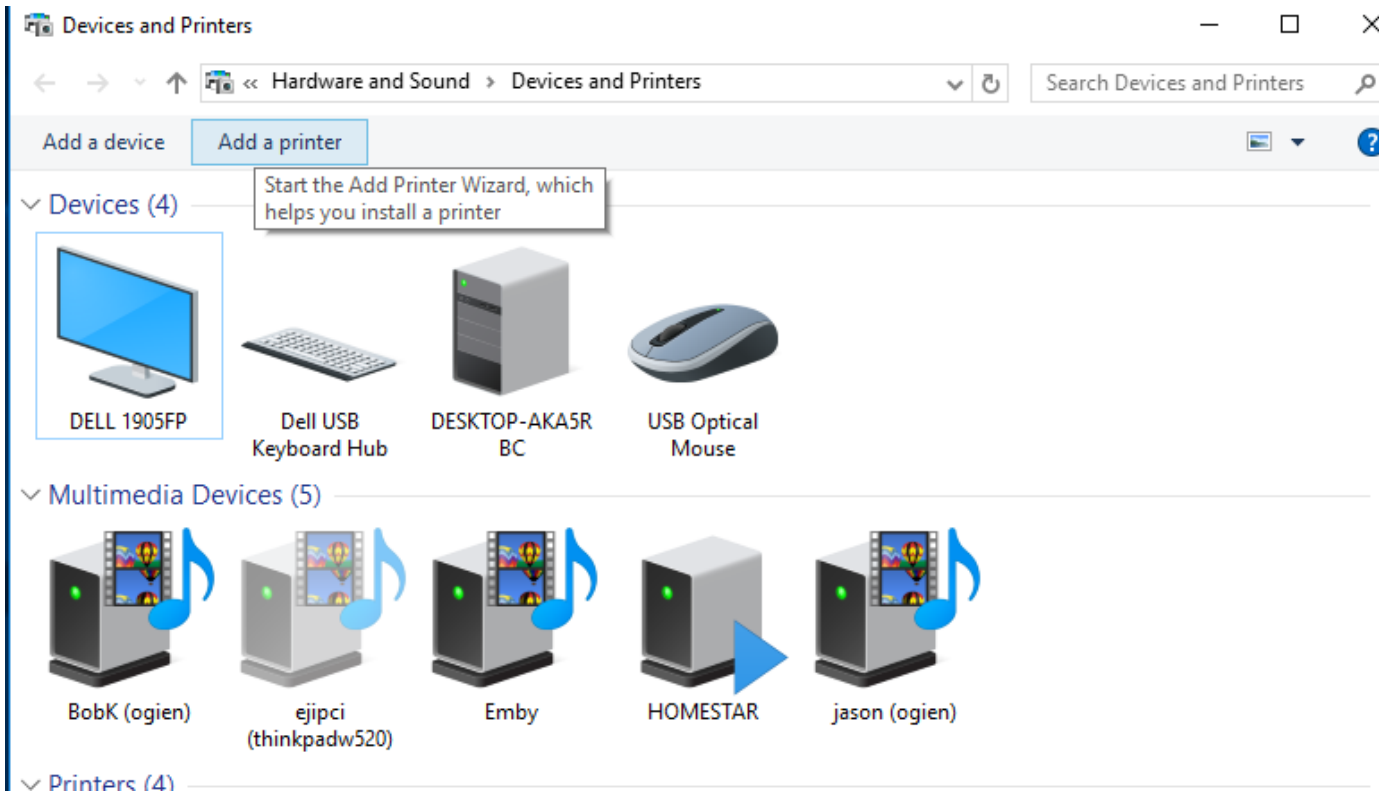 Devices and Printers
« Hardware and Sound › Devices and Printers
Search Devices and Printers
Add a device
Add a printer
?
Start the Add Printer Wizard, which
helps you install a printer
Devices (4)
DELL 1905FP
Dell USB
Keyboard Hub
DESKTOP-AKA5R
BC
USB Optical
Mouse
Multimedia Devices (5)
BobK (ogien)
ejipci
(thinkpadw520)
Emby
HOMESTAR
jason (ogien)
Printers (4)